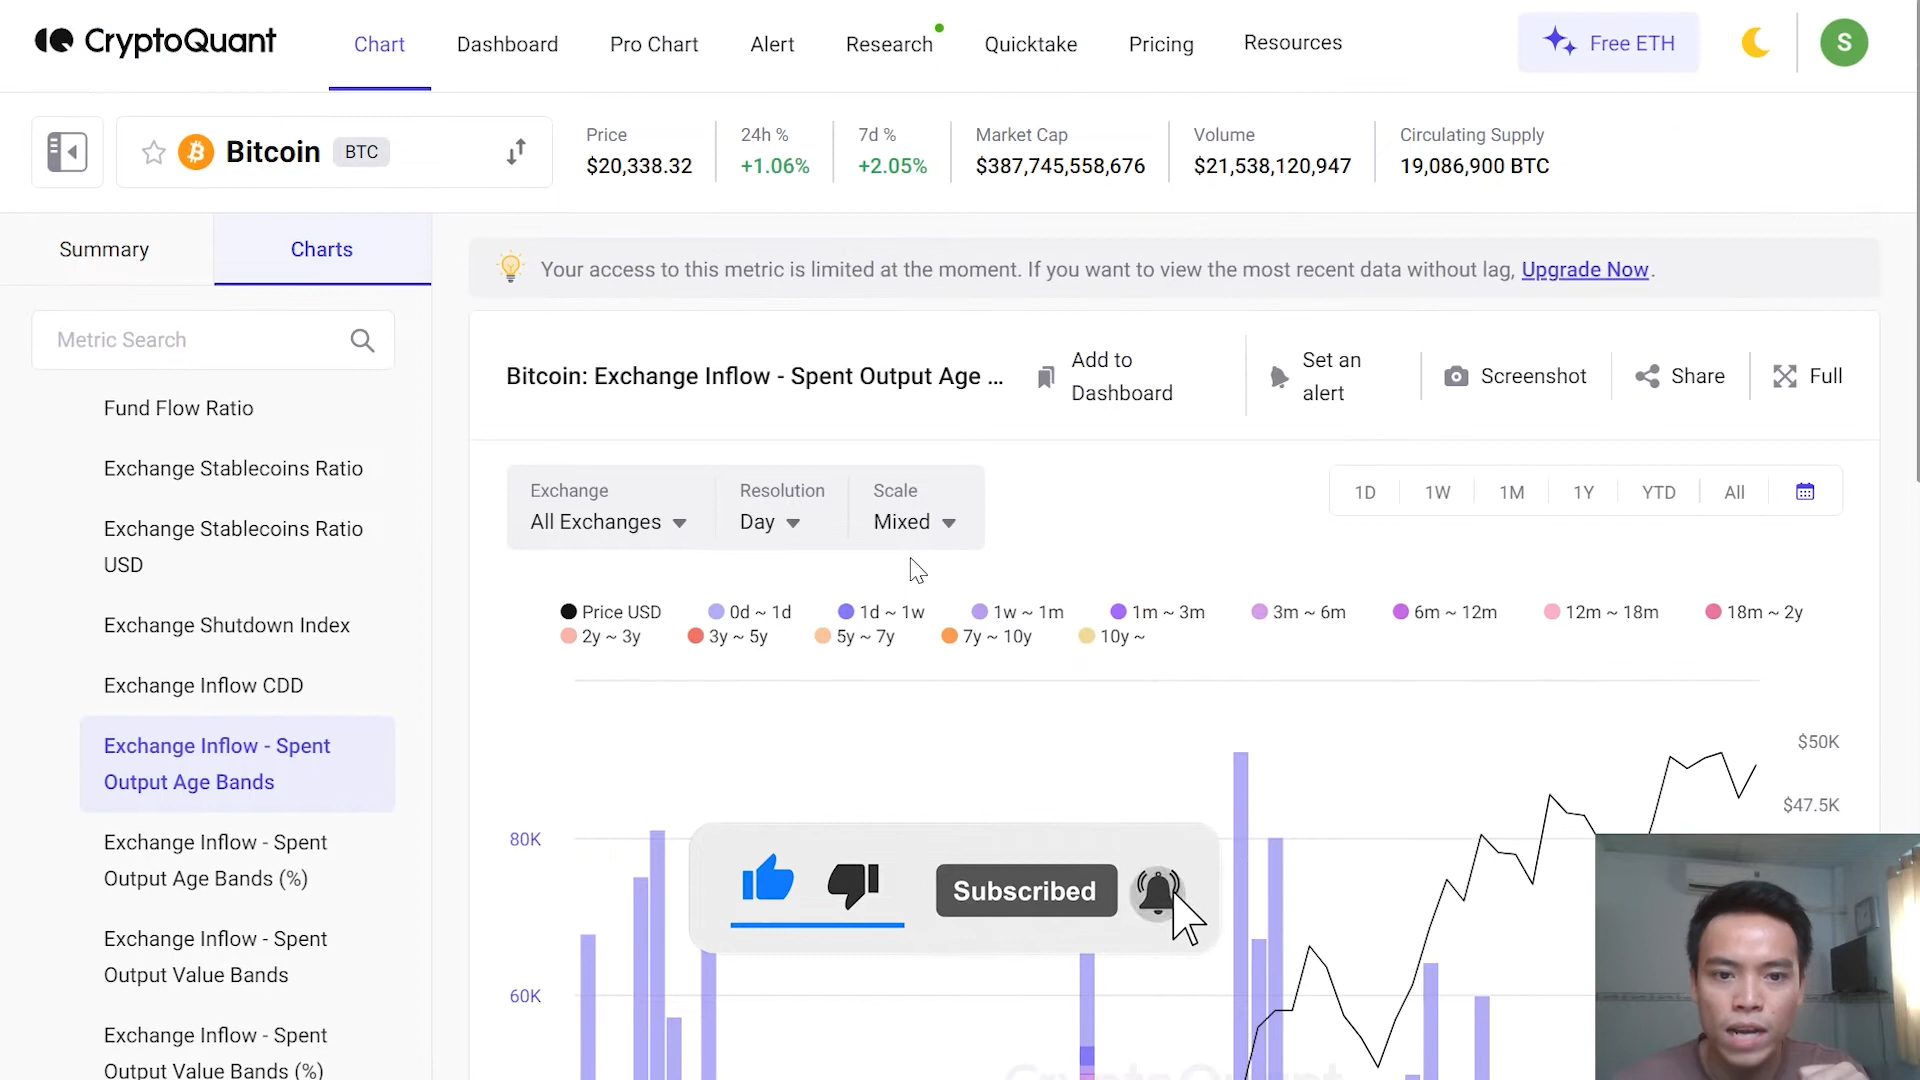 CryptoQuant
Chart
Dashboard
Pro Chart
Alert
Research
Quicktake
Pricing
Resources
Free ETH
S
Bitcoin BTC
Price
$20,338.32
24h %
+1.06%
7d %
+2.05%
Market Cap
$387,745,558,676
Volume
$21,538,120,947
Circulating Supply
19,086,900 BTC
Summary
Charts
Metric Search
Fund Flow Ratio
Exchange Stablecoins Ratio
Exchange Stablecoins Ratio
USD
Exchange Shutdown Index
Exchange Inflow CDD
Exchange Inflow - Spent
Output Age Bands
Exchange Inflow - Spent
Output Age Bands (%)
Exchange Inflow - Spent
Output Value Bands
Exchange Inflow - Spent
Output Value Bands (%)
Your access to this metric is limited at the moment. If you want to view the most recent data without lag, Upgrade Now.
Bitcoin: Exchange Inflow - Spent Output Age ...
Add to
Dashboard
Set an
alert
Screenshot
Share
Full
Exchange
All Exchanges
Resolution
Day
Scale
Mixed
1D
1W
1M
1Y
YTD
All
Price USD 0d ~ 1d 1d ~ 1w 1w ~ 1m 1m ~ 3m 3m ~ 6m 6m ~ 12m 12m ~ 18m 18m ~ 2y
2y ~ 3y 3y ~ 5y 5y ~ 7y 7y ~ 10y 10y ~
$50K
$47.5K
80K
60K
Subscribed
CryptoQuant